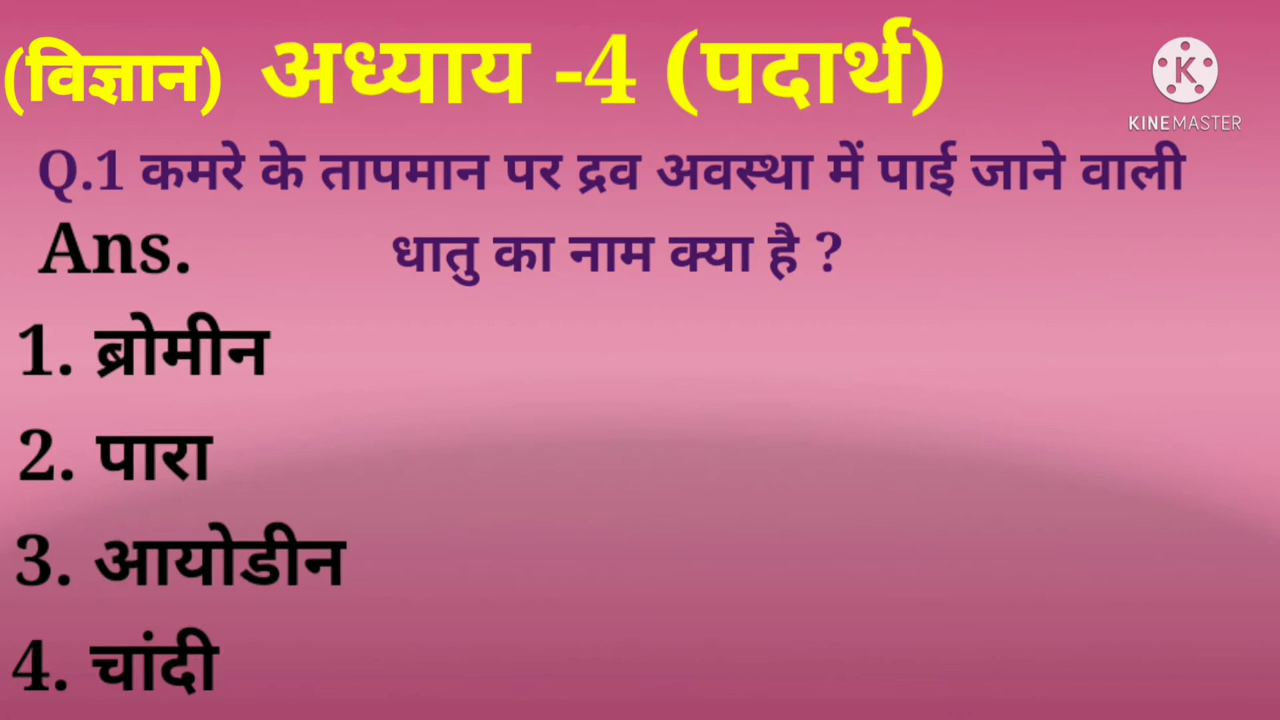 (विज्ञान) अध्याय -4 (पदार्थ)
K
KINEMASTER
Q.1 कमरे के तापमान पर द्रव अवस्था में पाई जाने वाली
Ans. धातु का नाम क्या है ?
1. ब्रोमीन
2. पारा
3. आयोडीन
4. चांदी